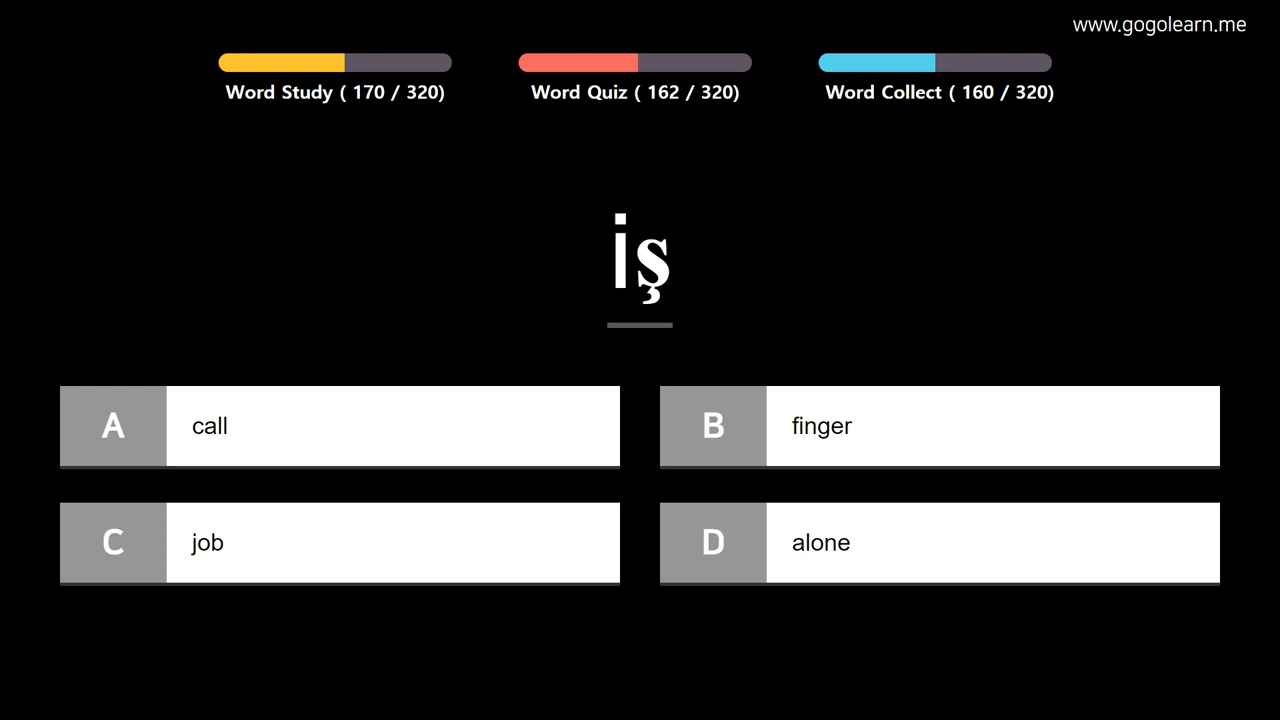 www.gogolearn.me
Word Study ( 170 / 320)
Word Quiz ( 162 / 320)
Word Collect ( 160 / 320)
iş
A call
B finger
C job
D alone